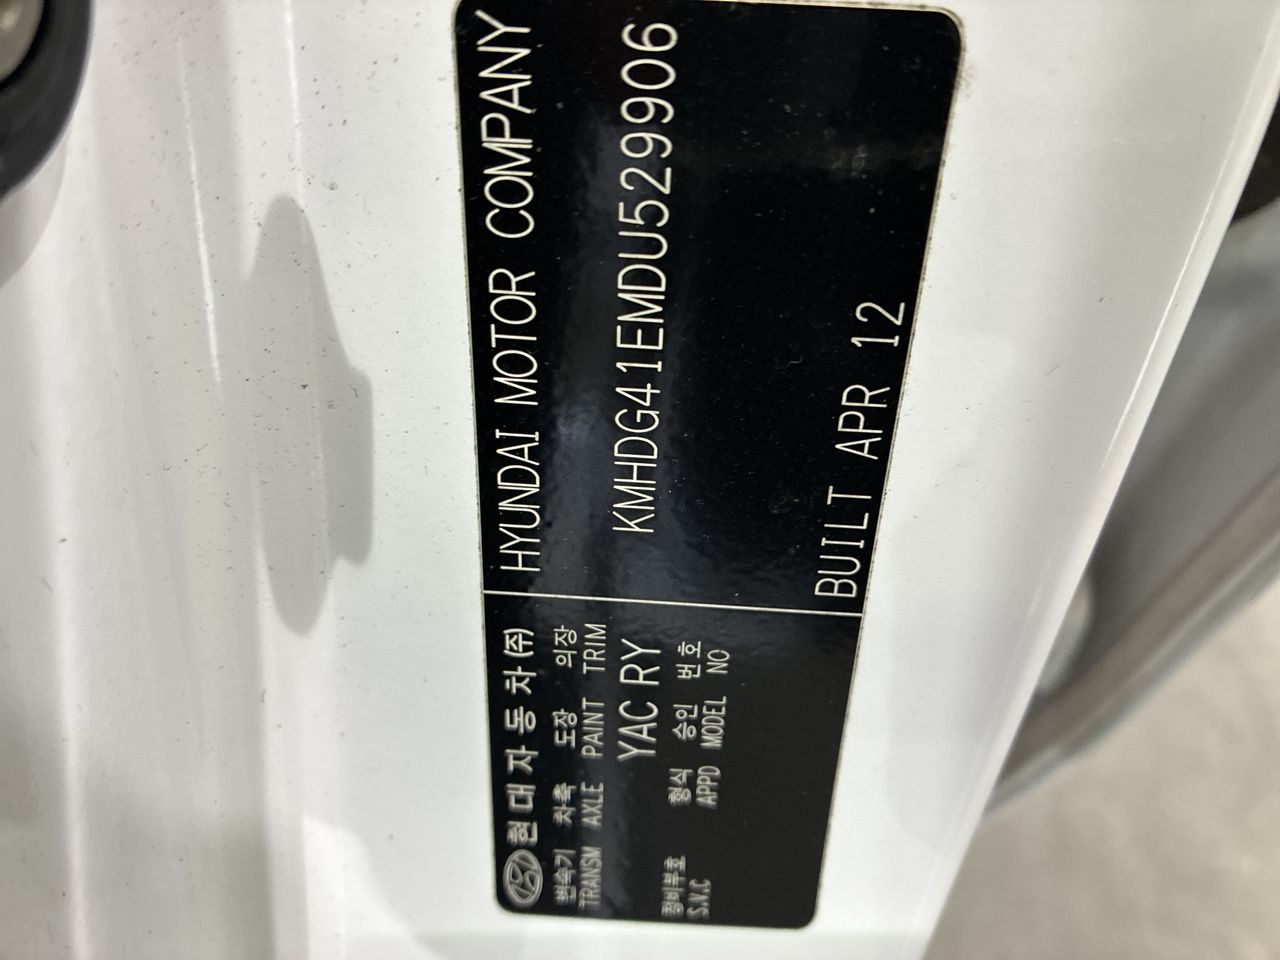 현대자동차(주)
HYUNDAI MOTOR COMPANY
변속기 차축 도장 의장
TRANSM AXLE PAINT TRIM
YAC RY
KMHDG41EMDU529906
정비부호 형식 승인 번호
S.V.C APPD MODEL NO
BUILT APR 12